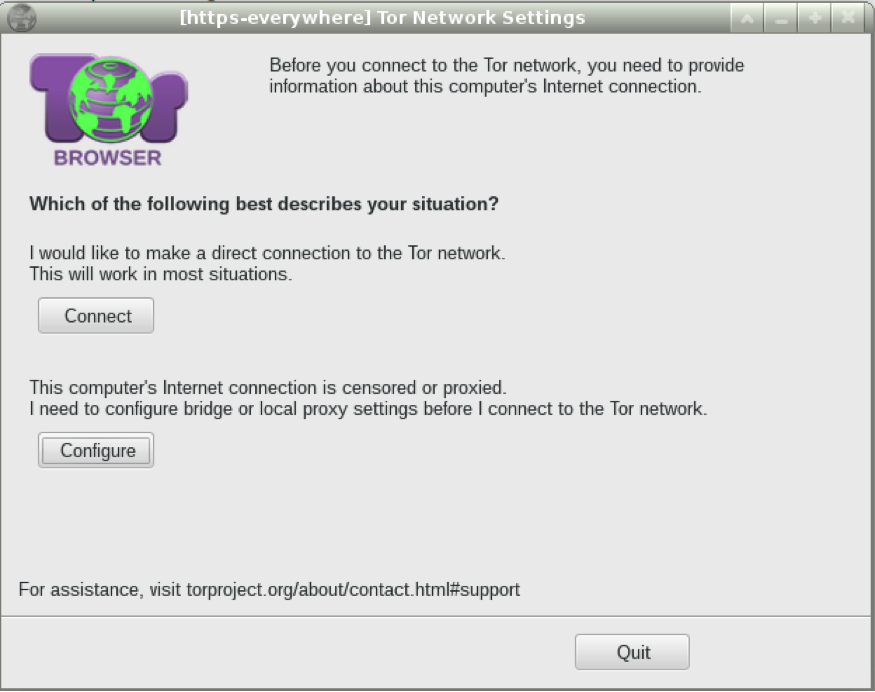 [https-everywhere] Tor Network Settings
Tor
BROWSER
Before you connect to the Tor network, you need to provide
information about this computer's Internet connection.
Which of the following best describes your situation?
I would like to make a direct connection to the Tor network.
This will work in most situations.
Connect
This computer's Internet connection is censored or proxied.
I need to configure bridge or local proxy settings before I connect to the Tor network.
Configure
For assistance, visit torproject.org/about/contact.html#support
Quit